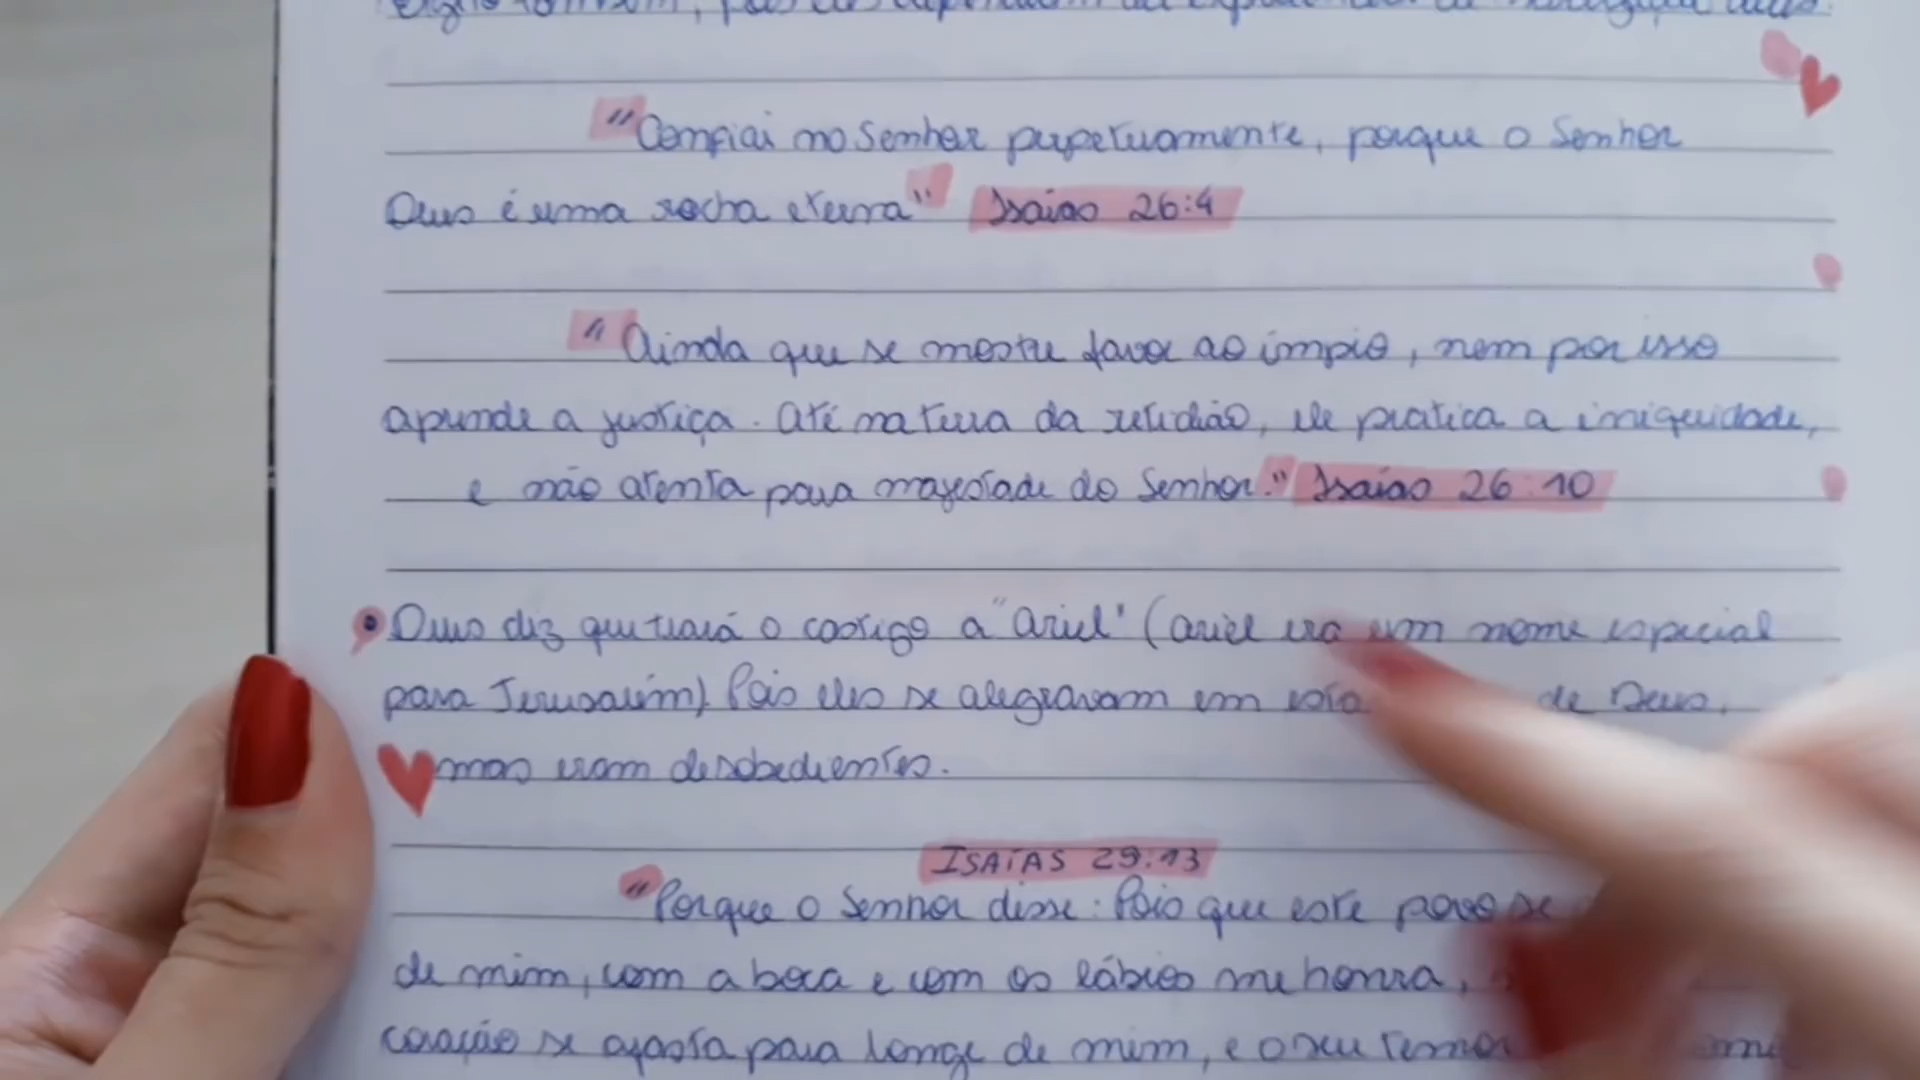 "Confiai no Senhor perpetuamente, porque o Senhor
Deus é uma rocha eterna" Isaias 26:4
"Ainda que se mostre favor ao ímpio, nem por isso
aprende a justiça. Até na terra da retidão, ele pratica a iniquidade,
e não atenta para majestade do Senhor." Isaias 26:10
Deus diz que trará o castigo a "Ariel" (ariel era um nome especial
para Jerusalém). Pois eles se alegravam em de Deus,
mas eram desobedientes.
ISAÍAS 29:13
"Porque o Senhor disse: Pois que este povo se
de mim, com a boca e com os lábios me honra,
coração se afasta para longe de mim, e o seu temor